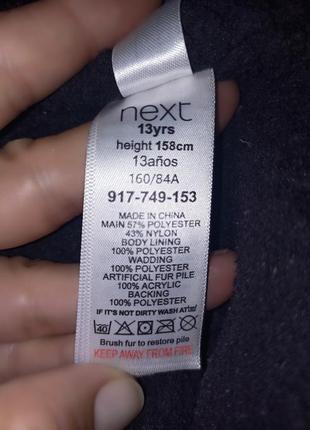 next
13yrs
height 158cm
13años
160/84A
917-749-153
MADE IN CHINA
MAIN 57% POLYESTER
43% NYLON
BODY LINING
100% POLYESTER
WADDING
100% POLYESTER
ARTIFICIAL FUR PILE
100% ACRYLIC
BACKING
100% POLYESTER
IF IT'S NOT DIRTY WASH AT
40
Brush fur to restore pile
KEEP AWAY FROM FIRE